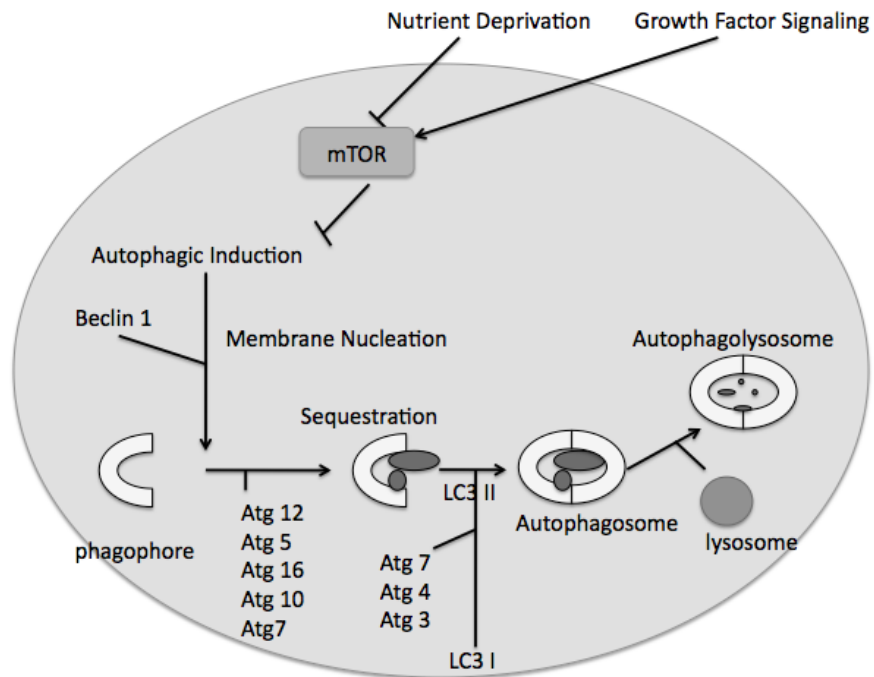 Nutrient Deprivation
Growth Factor Signaling
mTOR
Autophagic Induction
Beclin 1
Membrane Nucleation
Autophagolysosome
Sequestration
LC3 II
Autophagosome
lysosome
phagophore
Atg 12
Atg 5
Atg 16
Atg 10
Atg7
Atg 7
Atg 4
Atg 3
LC3 I